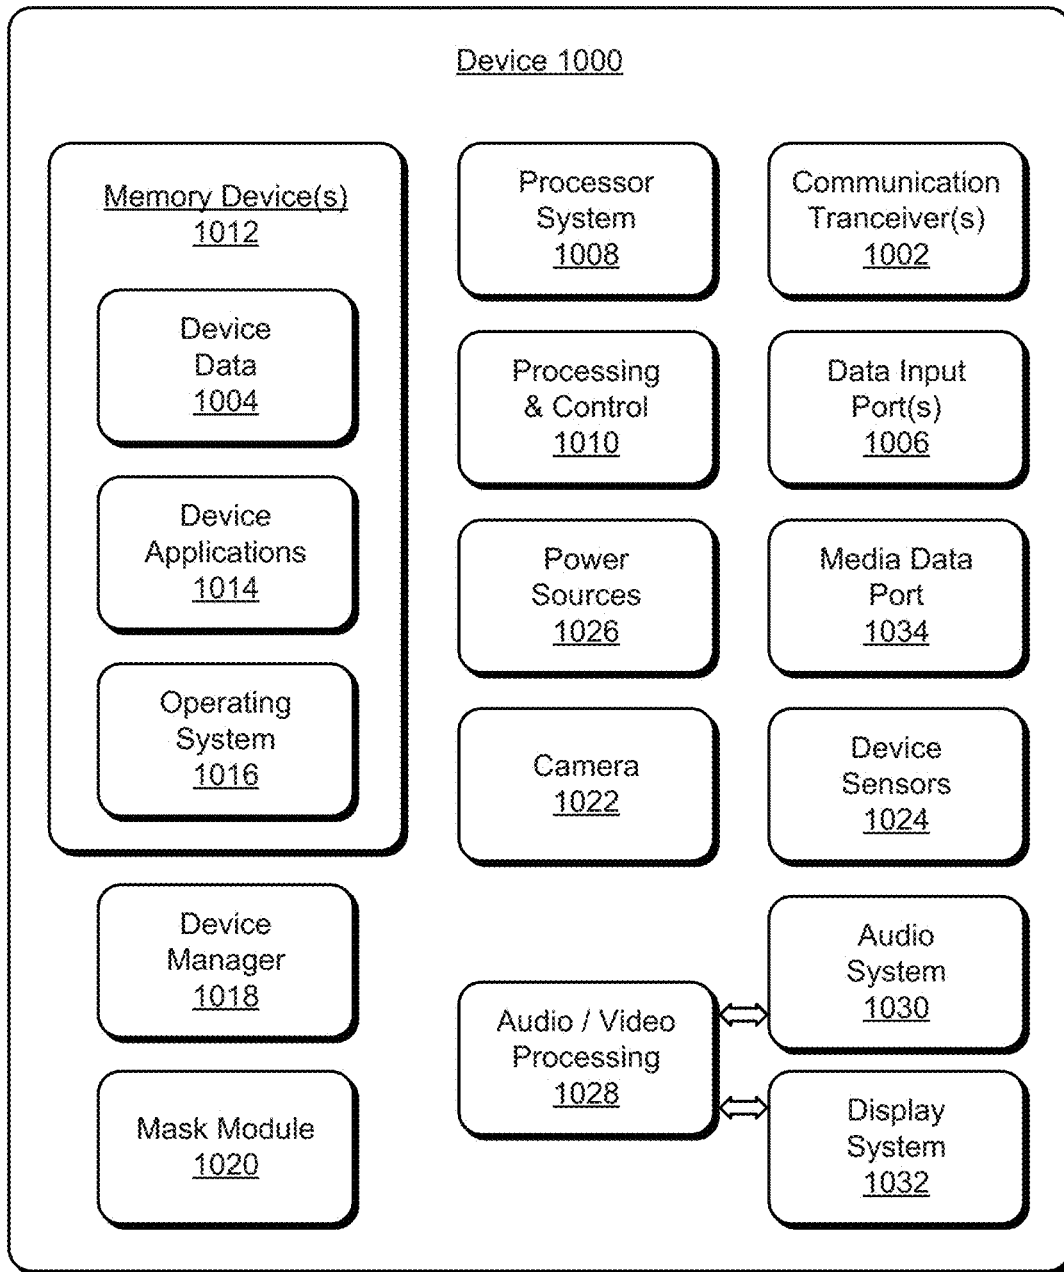 Device 1000
Memory Device(s)
1012
Device
Data
1004
Device
Applications
1014
Operating
System
1016
Device
Manager
1018
Mask Module
1020
Processor
System
1008
Processing
& Control
1010
Power
Sources
1026
Camera
1022
Audio / Video
Processing
1028
Communication
Tranceiver(s)
1002
Data Input
Port(s)
1006
Media Data
Port
1034
Device
Sensors
1024
Audio
System
1030
Display
System
1032